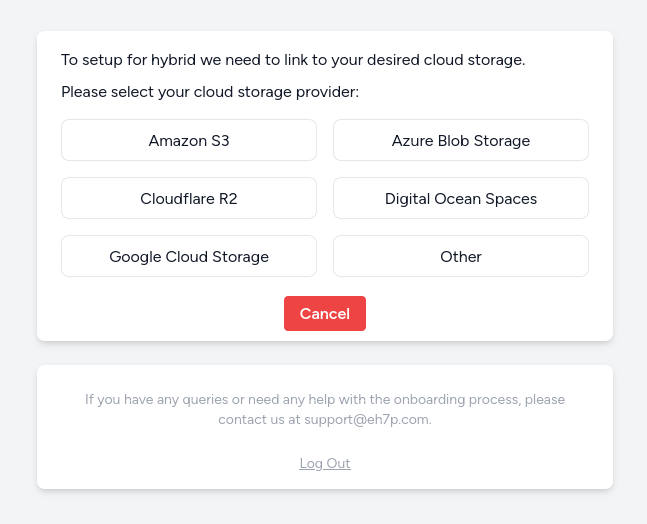 To setup for hybrid we need to link to your desired cloud storage.
Please select your cloud storage provider:
Amazon S3
Azure Blob Storage
Cloudflare R2
Digital Ocean Spaces
Google Cloud Storage
Other
Cancel
If you have any queries or need any help with the onboarding process, please
contact us at support@eh7p.com.
Log Out